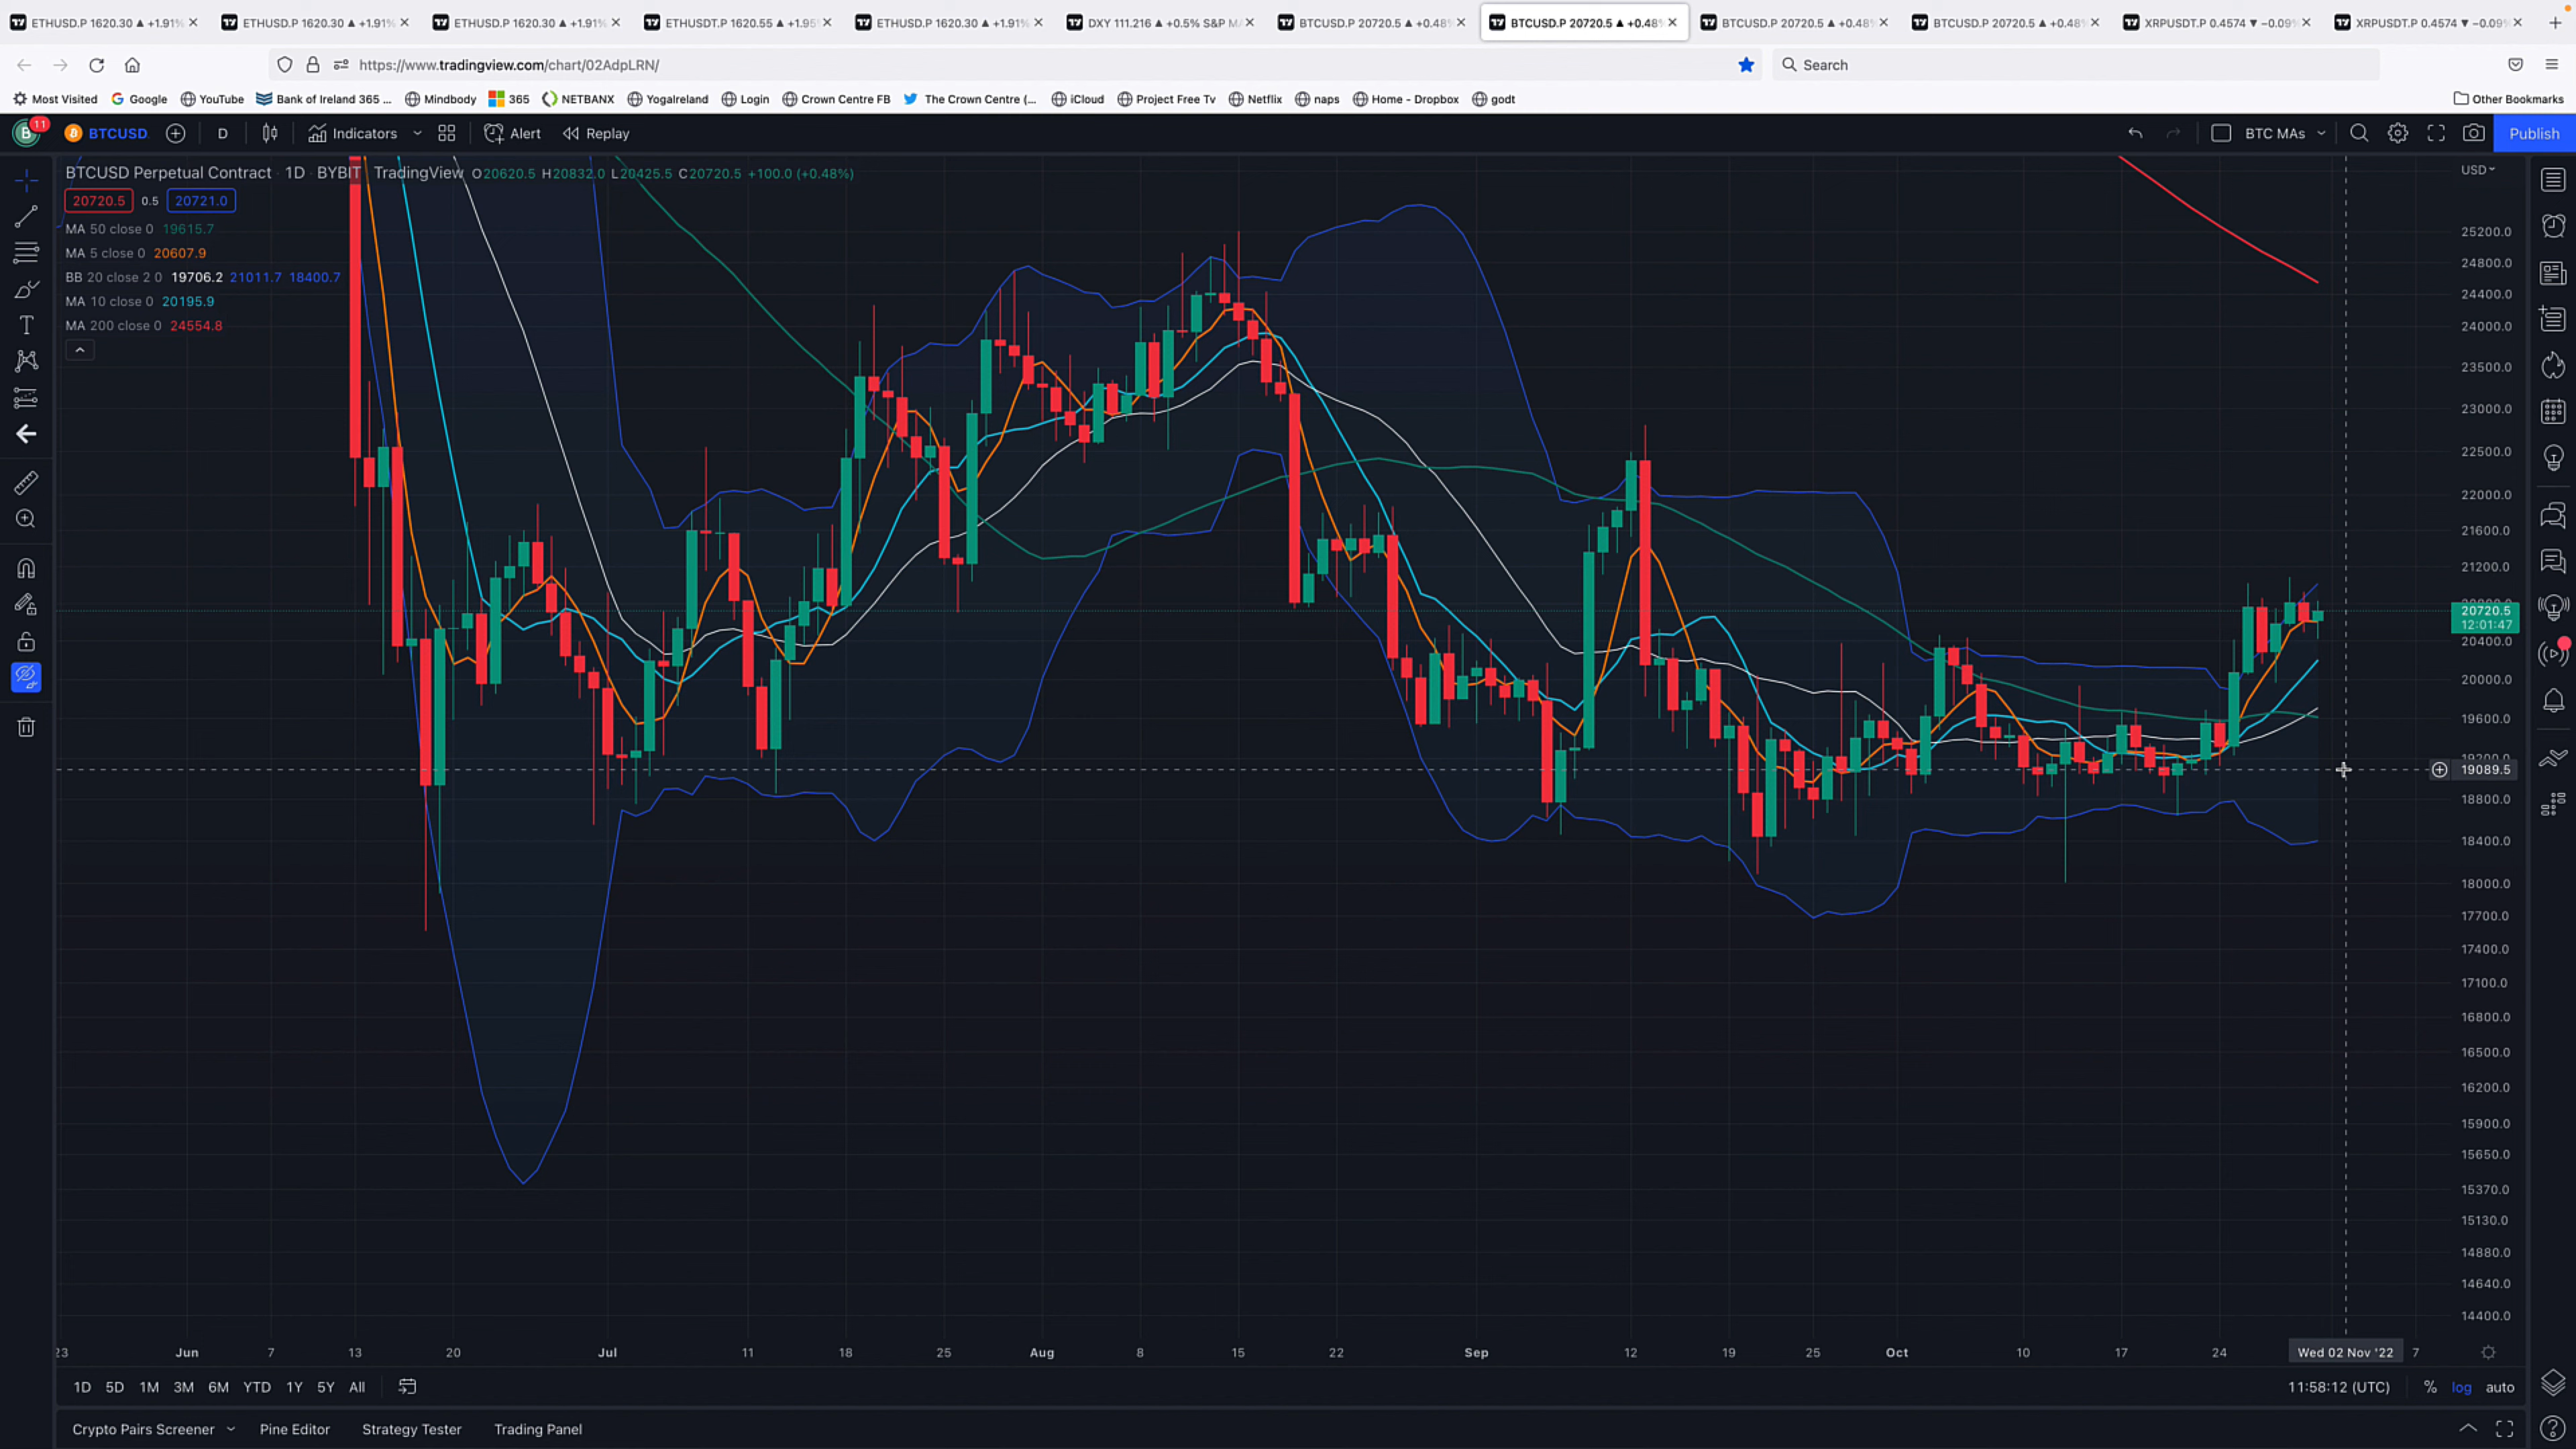 ETHUSD.P 1620.30 ▲ +1.91% ETHUSD.P 1620.30 ▲ +1.91% ETHUSD.P 1620.30 ▲ +1.91% ETHUSDT.P 1620.55 ▲ +1.95% ETHUSD.P 1620.30 ▲ +1.91% DXY 111.216 ▲ +0.5% S&P BTCUSD.P 20720.5 ▲ +0.48% BTCUSD.P 20720.5 ▲ +0.48% BTCUSD.P 20720.5 ▲ +0.48% BTCUSD.P 20720.5 ▲ +0.48% XRPUSDT.P 0.4574 ▼ −0.09% XRPUSDT.P 0.4574 ▼ −0.09%
https://www.tradingview.com/chart/02AdpLRN/ Search
Most Visited Google YouTube Bank of Ireland 365 ... Mindbody 365 NETBANX YogaIreland Login Crown Centre FB The Crown Centre (... iCloud Project Free Tv Netflix naps Home - Dropbox godt Other Bookmarks
B 11 BTCUSD D Indicators Alert Replay BTC MAs Publish
BTCUSD Perpetual Contract 1D BYBIT TradingView O20620.5 H20832.0 L20425.5 C20720.5 +100.0 (+0.48%) USD
20720.5 0.5 20721.0
MA 50 close 0 19615.7
MA 5 close 0 20607.9
BB 20 close 2 0 19706.2 21011.7 18400.7
MA 10 close 0 20195.9
MA 200 close 0 24554.8
25200.0
24800.0
24400.0
24000.0
23500.0
23000.0
22500.0
22000.0
21600.0
21200.0
20720.5
12:01:47
20400.0
20000.0
19600.0
19200.0
19089.5
18800.0
18400.0
18000.0
17700.0
17400.0
17100.0
16800.0
16500.0
16200.0
15900.0
15650.0
15370.0
15130.0
14880.0
14640.0
14400.0
23 Jun 7 13 20 Jul 11 18 25 Aug 8 15 22 Sep 12 19 25 Oct 10 17 24 Wed 02 Nov '22 7
1D 5D 1M 3M 6M YTD 1Y 5Y All 11:58:12 (UTC) % log auto
Crypto Pairs Screener Pine Editor Strategy Tester Trading Panel